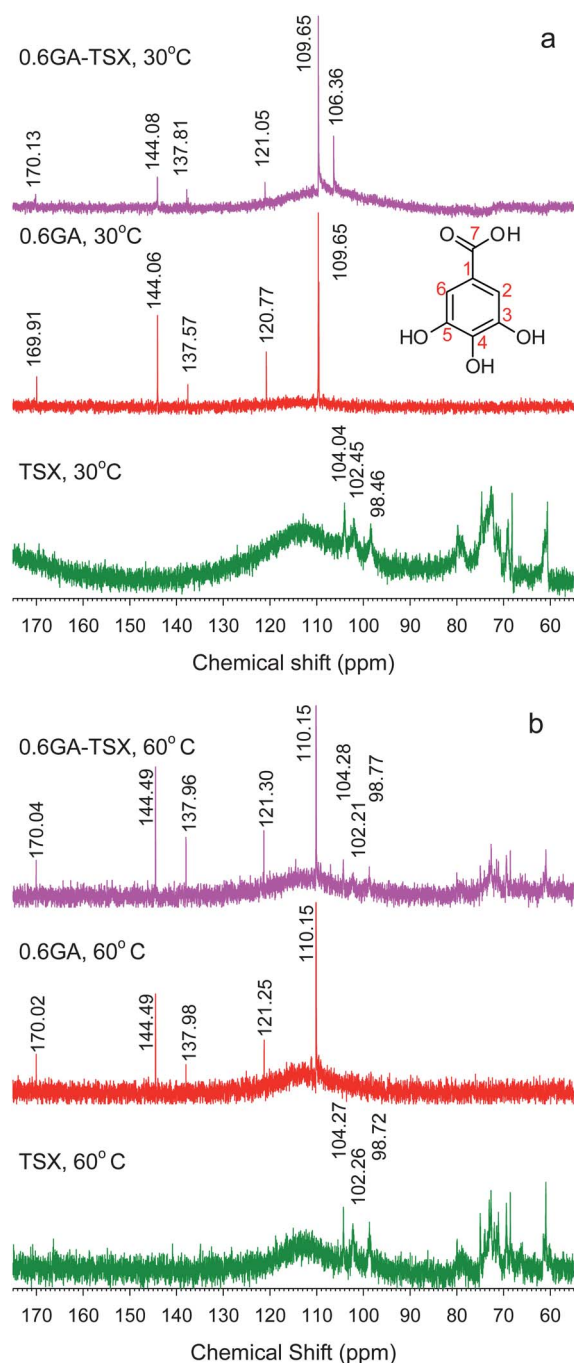 a
0.6GA-TSX, 30°C
170.13
144.08
137.81
121.05
109.65
106.36
0.6GA, 30°C
169.91
144.06
137.57
120.77
109.65
O
7
OH
1
6
2
5
3
4
HO
OH
OH
TSX, 30°C
104.04
102.45
98.46
170 160 150 140 130 120 110 100 90 80 70 60
Chemical shift (ppm)
b
0.6GA-TSX, 60° C
170.04
144.49
137.96
121.30
110.15
104.28
102.21
98.77
0.6GA, 60° C
170.02
144.49
137.98
121.25
110.15
TSX, 60° C
104.27
102.26
98.72
170 160 150 140 130 120 110 100 90 80 70 60
Chemical Shift (ppm)